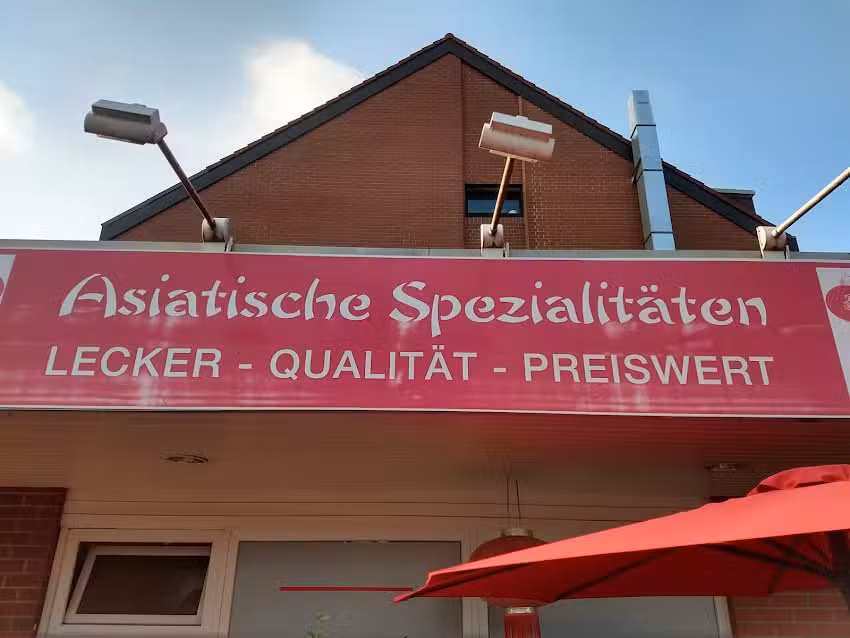 Asiatische Spezialitäten
LECKER - QUALITÄT - PREISWERT